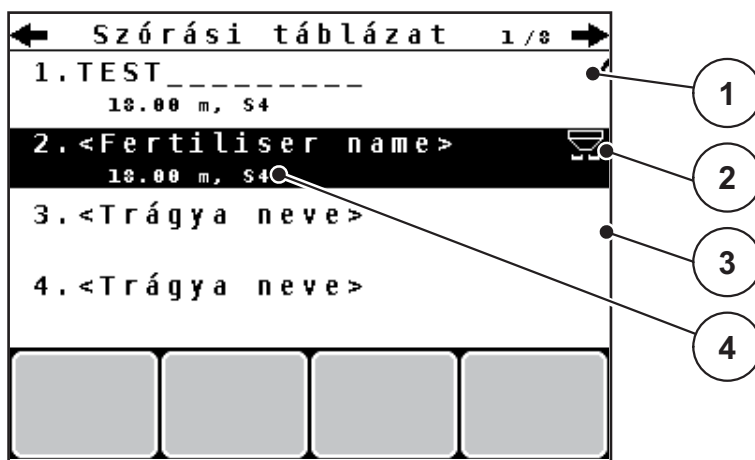 Szórási táblázat 1/8
1.TEST_________
18.00 m, S4
2.<Fertiliser name>
18.00 m, S4
3.<Trágya neve>
4.<Trágya neve>
1
2
3
4